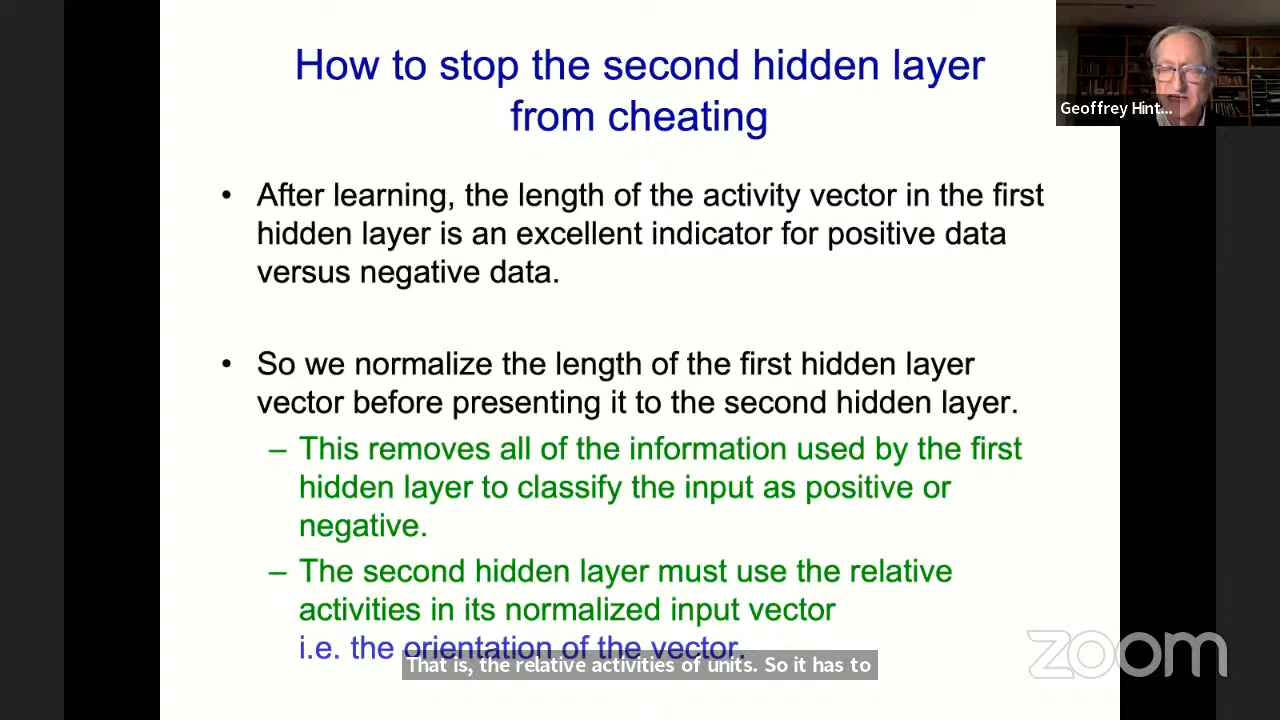 How to stop the second hidden layer
from cheating
Geoffrey Hint...
• After learning, the length of the activity vector in the first
hidden layer is an excellent indicator for positive data
versus negative data.
• So we normalize the length of the first hidden layer
vector before presenting it to the second hidden layer.
– This removes all of the information used by the first
hidden layer to classify the input as positive or
negative.
– The second hidden layer must use the relative
activities in its normalized input vector
i.e. the orientation of the vector.
That is, the relative activities of units. So it has to
zoom